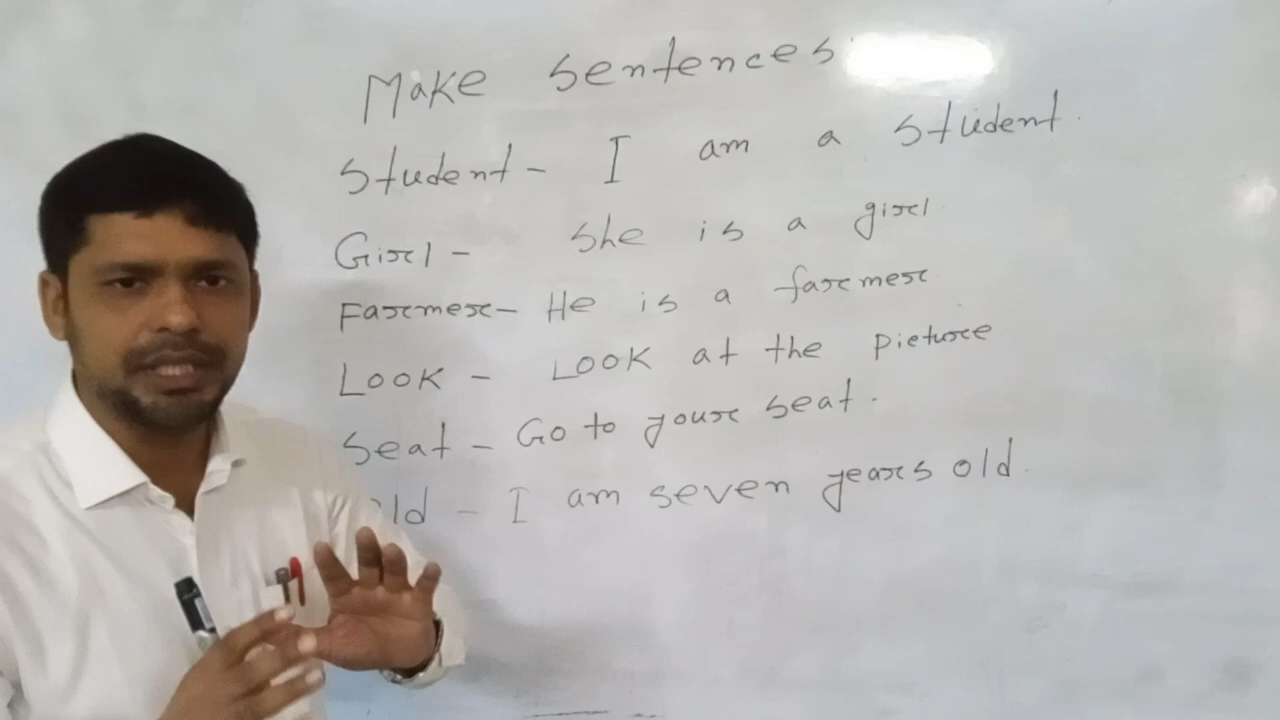 Make sentences
Student - I am a student.
Girl - She is a girl
Farmer - He is a farmer
Look - Look at the picture
Seat - Go to your seat.
old - I am seven years old.